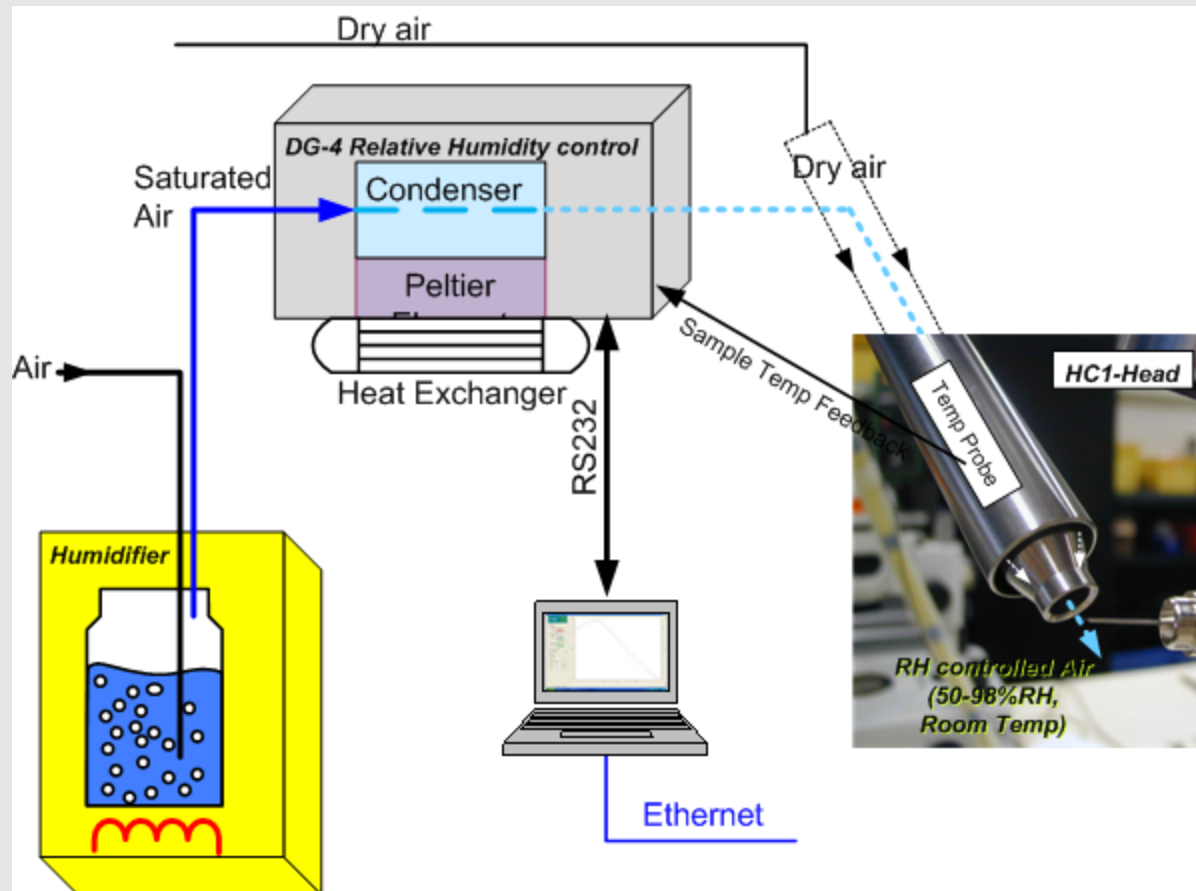 Dry air
DG-4 Relative Humidity control
Saturated
Air
Condenser
Dry air
Peltier
Sample Temp Feedback
HC1-Head
Air
Heat Exchanger
RS232
Temp Probe
Humidifier
RH controlled Air
(50-98%RH,
Room Temp)
Ethernet